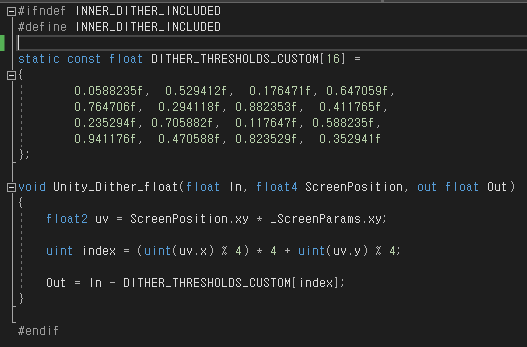 #ifndef INNER_DITHER_INCLUDED
#define INNER_DITHER_INCLUDED
static const float DITHER_THRESHOLDS_CUSTOM[16] =
{
0.0588235f, 0.529412f, 0.176471f, 0.647059f,
0.764706f, 0.294118f, 0.882353f, 0.411765f,
0.235294f, 0.705882f, 0.117647f, 0.588235f,
0.941176f, 0.470588f, 0.823529f, 0.352941f
};
void Unity_Dither_float(float In, float4 ScreenPosition, out float Out)
{
float2 uv = ScreenPosition.xy * _ScreenParams.xy;
uint index = (uint(uv.x) % 4) * 4 + uint(uv.y) % 4;
Out = In - DITHER_THRESHOLDS_CUSTOM[index];
}
#endif